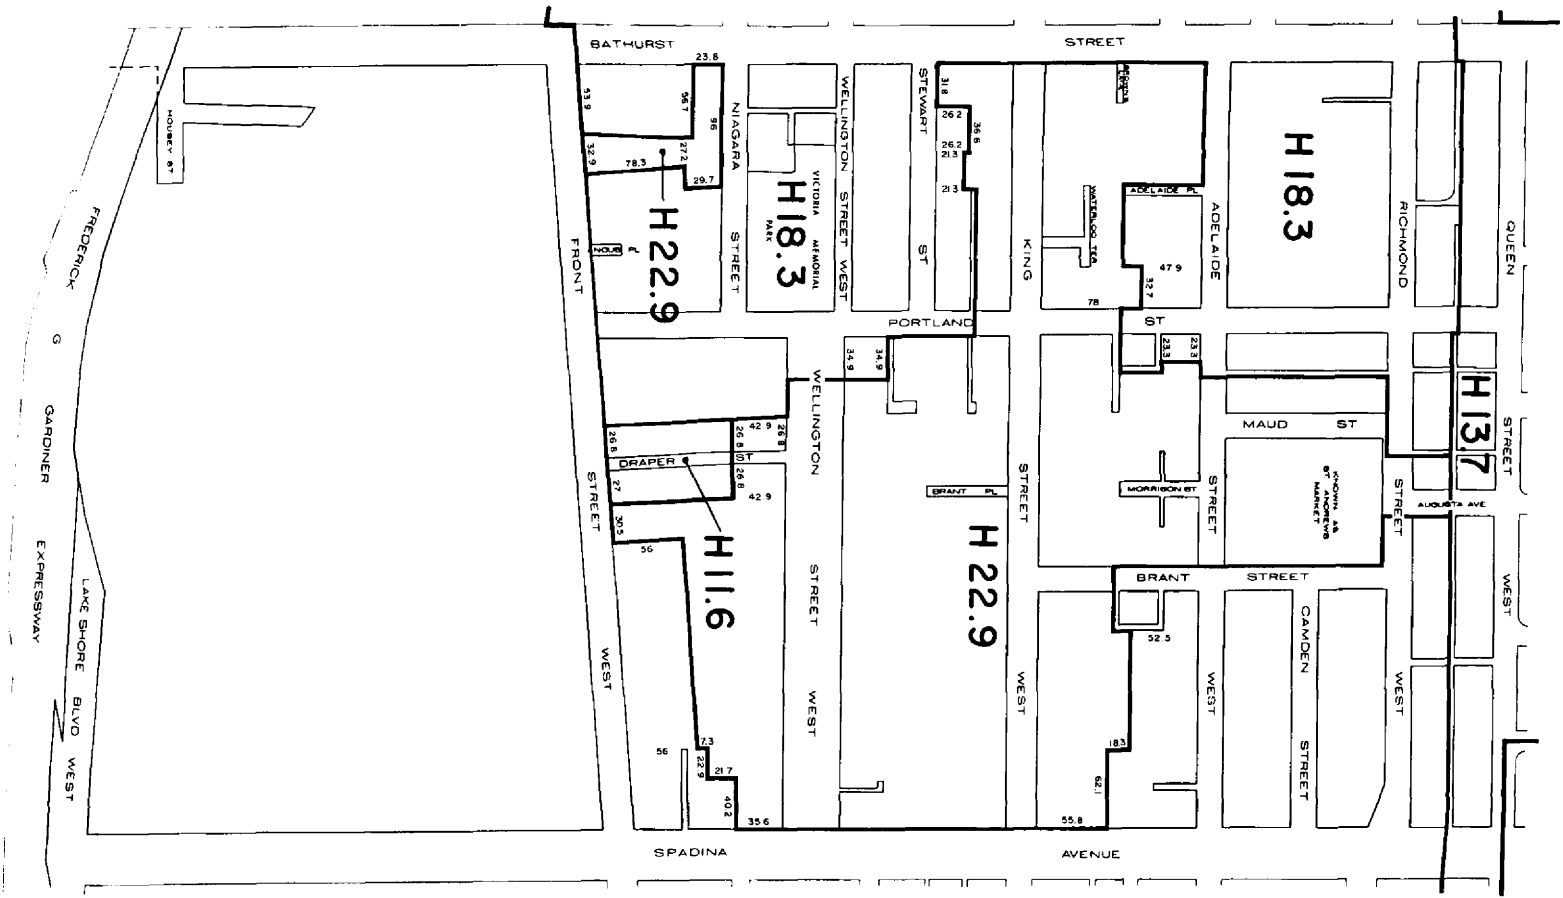 BATHURST STREET
23.8
53.9
56.7
96
32.9
78.3
27.2
29.7
H 22.9
NIAGARA STREET
VICTORIA MEMORIAL PARK
H 18.3
WELLINGTON STREET WEST
STEWART ST
31.8
26.2
36.6
26.2
21.3
21.3
KING STREET WEST
WATERLOO TER
ADELAIDE PL
47.9
32.7
78
ADELAIDE STREET WEST
H 18.3
RICHMOND STREET WEST
QUEEN STREET WEST
FREDERICK G GARDINER EXPRESSWAY
LAKE SHORE BLVD WEST
FRONT STREET WEST
PL
PORTLAND ST
34.9
34.9
23.3
23.3
WELLINGTON STREET WEST
26.8
42.9
26.8
26.8
DRAPER ST
27
26.8
42.9
30.5
56
H 11.6
BRANT PL
H 22.9
MAUD ST
MORRISON ST
KNOWN AS
ST. ANDREWS
MARKET
H 13.7
AUGUSTA AVE
BRANT STREET
52.5
CAMDEN STREET
7.3
56
22.9
21.7
40.2
35.6
18.3
62.1
55.8
SPADINA AVENUE